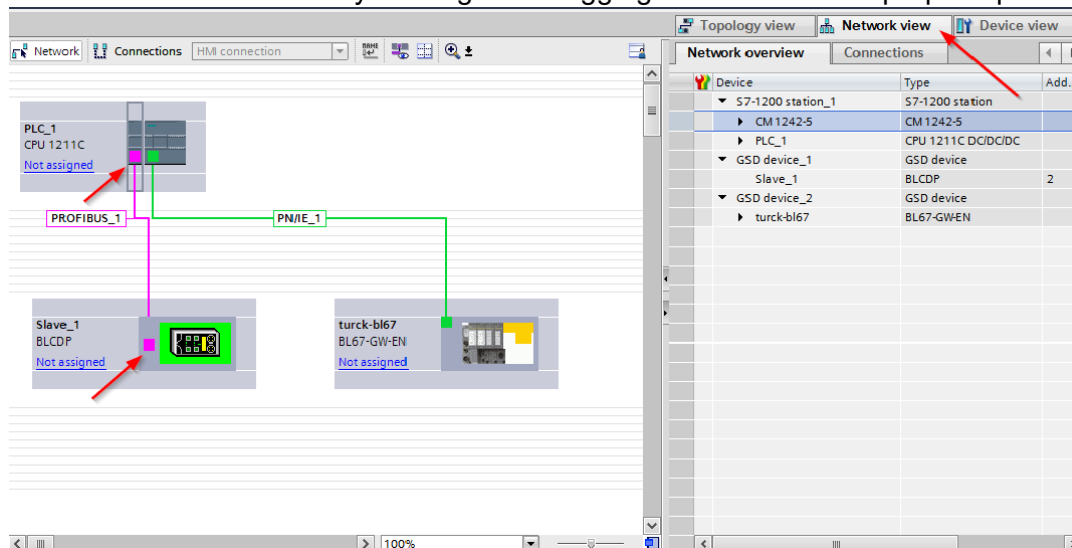 Topology view Network view Device view
Network Connections HMI connection
Network overview Connections
Device Type Add.
S7-1200 station_1 S7-1200 station
CM 1242-5 CM 1242-5
PLC_1 CPU 1211C DC/DC/DC
GSD device_1 GSD device
Slave_1 BLCDP 2
GSD device_2 GSD device
turck-bl67 BL67-GW-EN
PLC_1
CPU 1211C
Not assigned
PROFIBUS_1 PN/IE_1
Slave_1
BLCDP
Not assigned
turck-bl67
BL67-GW-EN
Not assigned
100%